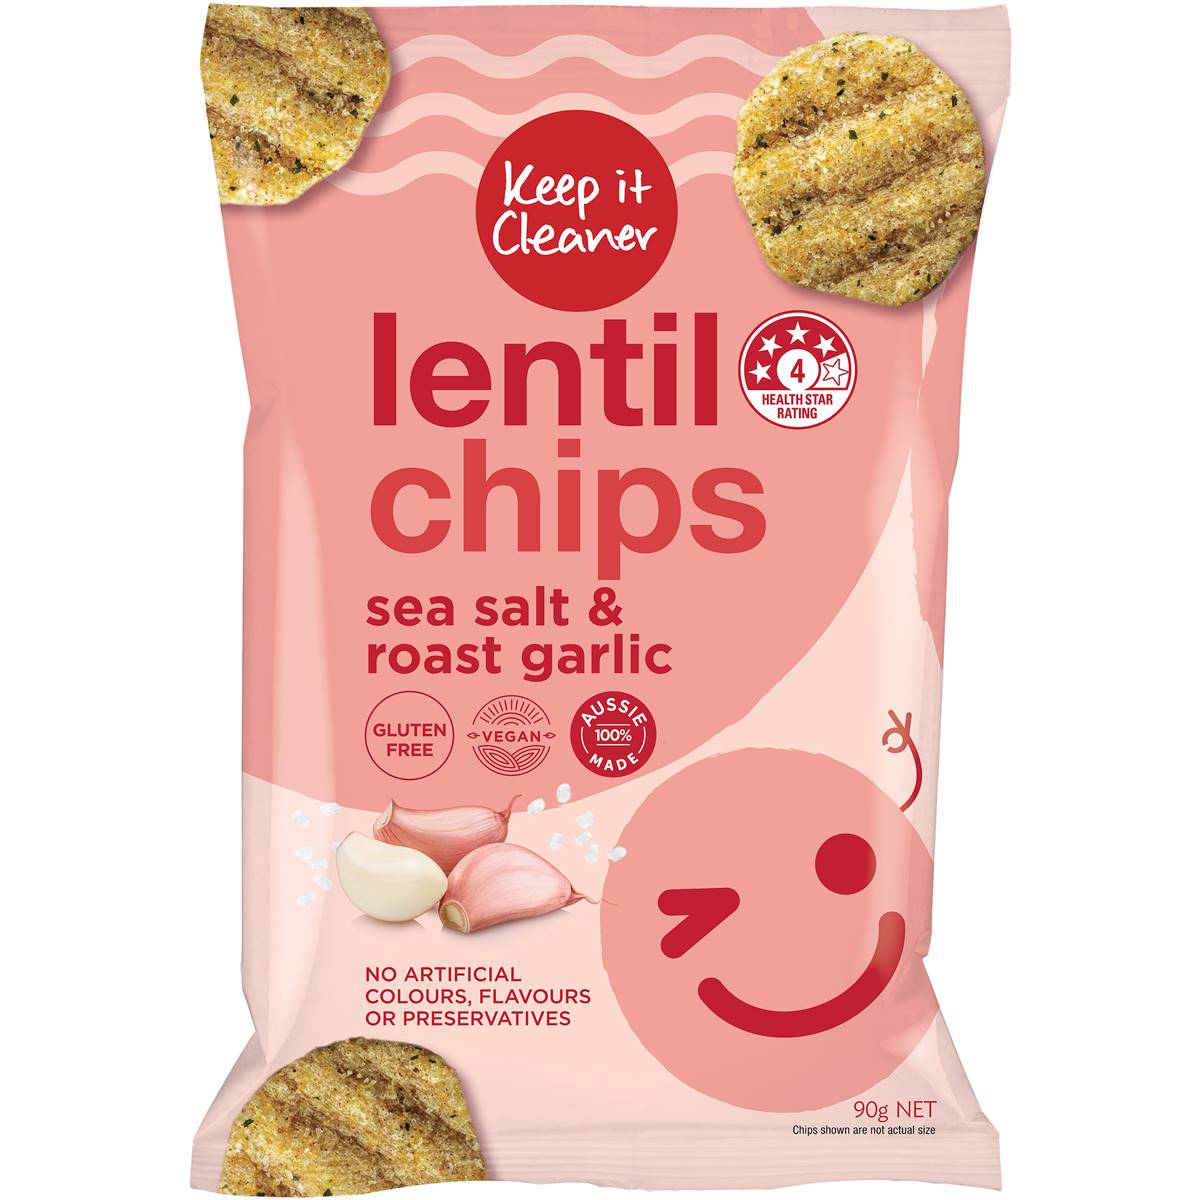 Keep it
Cleaner
lentil
chips
4
HEALTH STAR
RATING
sea salt &
roast garlic
GLUTEN
FREE
VEGAN
AUSSIE
100%
MADE
NO ARTIFICIAL
COLOURS, FLAVOURS
OR PRESERVATIVES
90g NET
Chips shown are not actual size